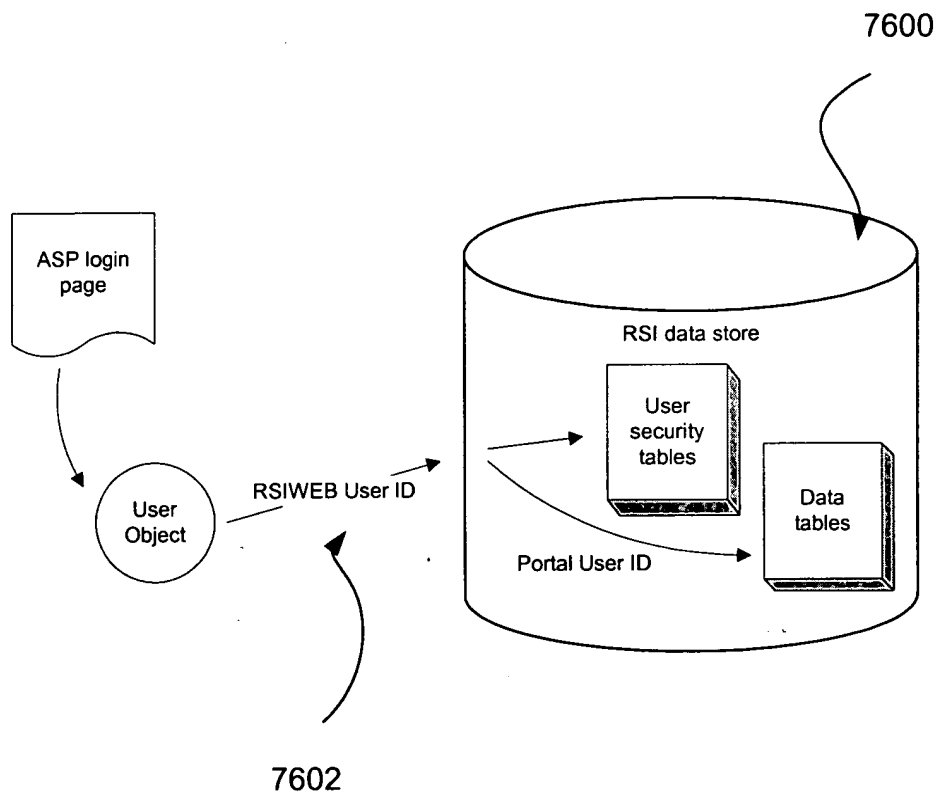 7600
ASP login
page
RSI data store
User
security
tables
RSIWEB User ID
User
Object
Data
tables
Portal User ID
7602